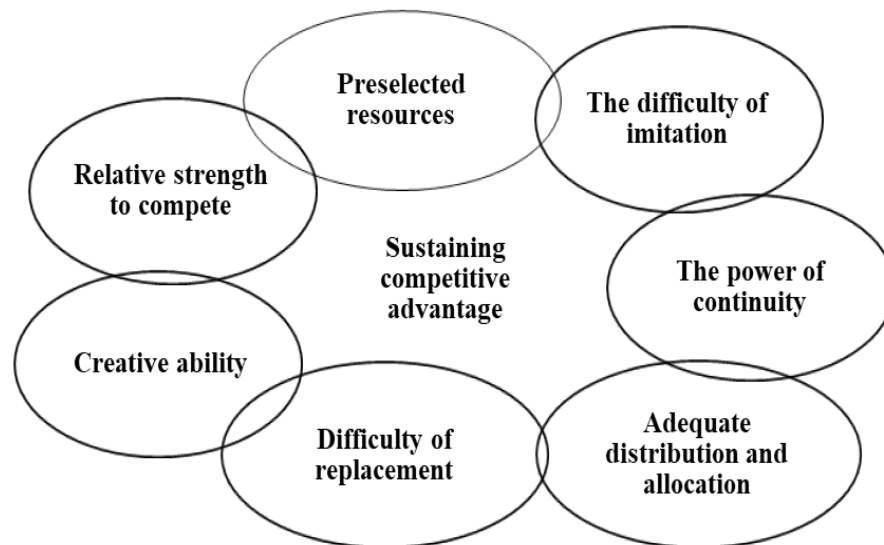 Preselected
resources
The difficulty of
imitation
Relative strength
to compete
Sustaining
competitive
advantage
The power of
continuity
Creative ability
Difficulty of
replacement
Adequate
distribution and
allocation